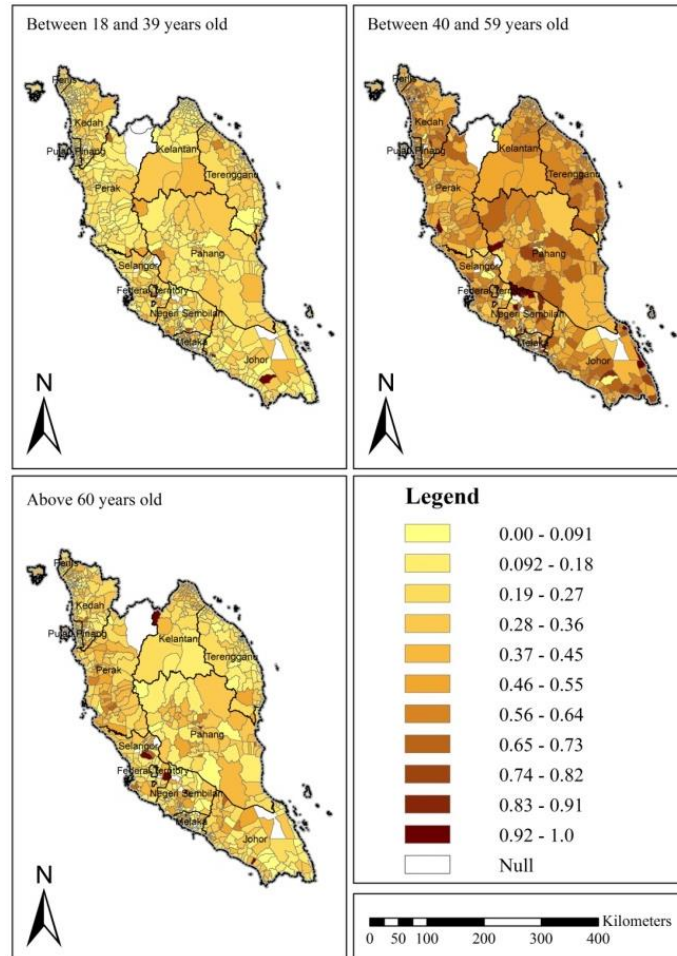 Between 18 and 39 years old
Perlis
Kedah
Pulau Pinang
Perak
Kelantan
Terengganu
Pahang
Selangor
Federal Territory
Negeri Sembilan
Melaka
Johor
N
Between 40 and 59 years old
Perlis
Kedah
Pulau Pinang
Perak
Kelantan
Terengganu
Pahang
Selangor
Federal Territory
Negeri Sembilan
Melaka
Johor
N
Above 60 years old
Perlis
Kedah
Pulau Pinang
Perak
Kelantan
Terengganu
Pahang
Selangor
Federal Territory
Negeri Sembilan
Melaka
Johor
N
Legend
0.00 - 0.091
0.092 - 0.18
0.19 - 0.27
0.28 - 0.36
0.37 - 0.45
0.46 - 0.55
0.56 - 0.64
0.65 - 0.73
0.74 - 0.82
0.83 - 0.91
0.92 - 1.0
Null
Kilometers
0 50 100 200 300 400